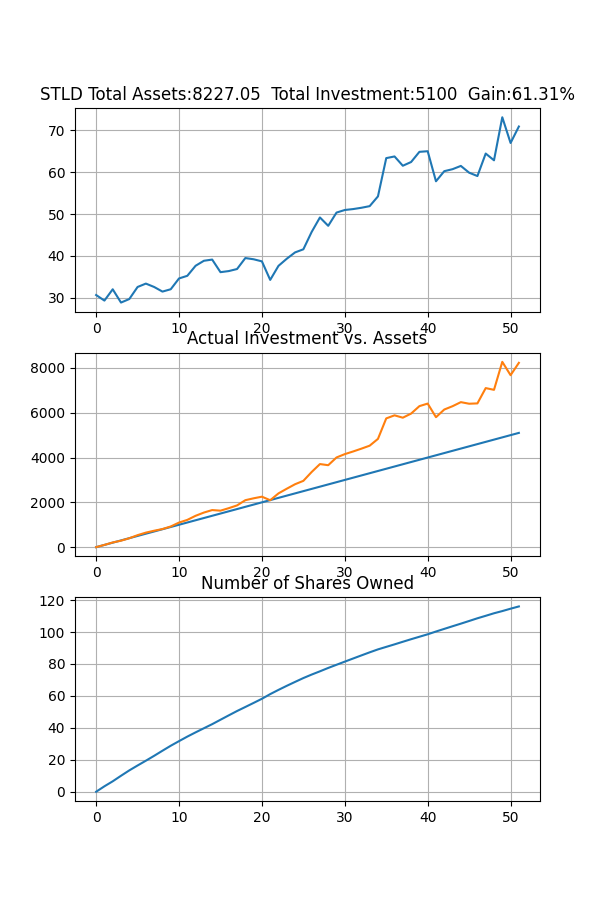 STLD Total Assets:8227.05  Total Investment:5100  Gain:61.31%
70
60
50
40
30
0 10 20 30 40 50
Actual Investment vs. Assets
8000
6000
4000
2000
0
0 10 20 30 40 50
Number of Shares Owned
120
100
80
60
40
20
0
0 10 20 30 40 50